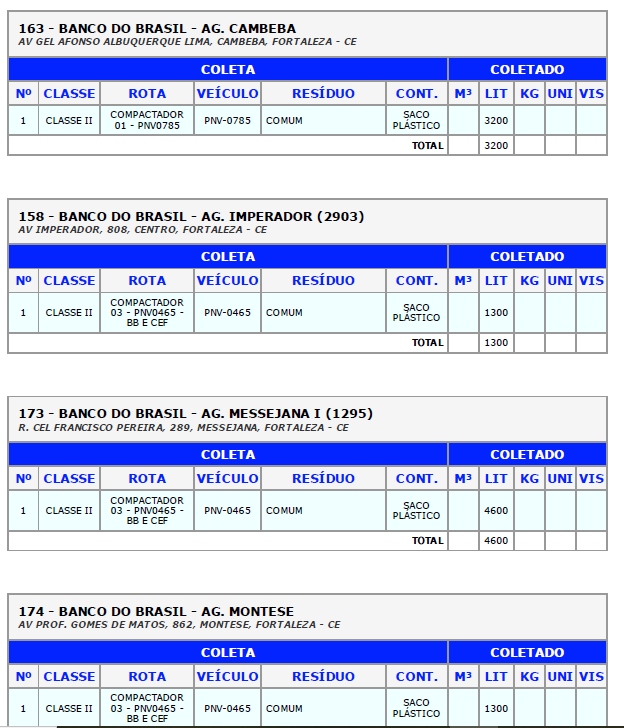 163 - BANCO DO BRASIL - AG. CAMBEBA
AV GEL AFONSO ALBUQUERQUE LIMA, CAMBEBA, FORTALEZA - CE
COLETA COLETADO
Nº CLASSE ROTA VEÍCULO RESÍDUO CONT. M³ LIT KG UNI VIS
1 CLASSE II COMPACTADOR 01 - PNV0785 PNV-0785 COMUM SACO PLÁSTICO 3200
TOTAL 3200
158 - BANCO DO BRASIL - AG. IMPERADOR (2903)
AV IMPERADOR, 808, CENTRO, FORTALEZA - CE
COLETA COLETADO
Nº CLASSE ROTA VEÍCULO RESÍDUO CONT. M³ LIT KG UNI VIS
1 CLASSE II COMPACTADOR 03 - PNV0465 - BB E CEF PNV-0465 COMUM SACO PLÁSTICO 1300
TOTAL 1300
173 - BANCO DO BRASIL - AG. MESSEJANA I (1295)
R. CEL FRANCISCO PEREIRA, 289, MESSEJANA, FORTALEZA - CE
COLETA COLETADO
Nº CLASSE ROTA VEÍCULO RESÍDUO CONT. M³ LIT KG UNI VIS
1 CLASSE II COMPACTADOR 03 - PNV0465 - BB E CEF PNV-0465 COMUM SACO PLÁSTICO 4600
TOTAL 4600
174 - BANCO DO BRASIL - AG. MONTESE
AV PROF. GOMES DE MATOS, 862, MONTESE, FORTALEZA - CE
COLETA COLETADO
Nº CLASSE ROTA VEÍCULO RESÍDUO CONT. M³ LIT KG UNI VIS
1 CLASSE II COMPACTADOR 03 - PNV0465 - BB E CEF PNV-0465 COMUM SACO PLÁSTICO 1300